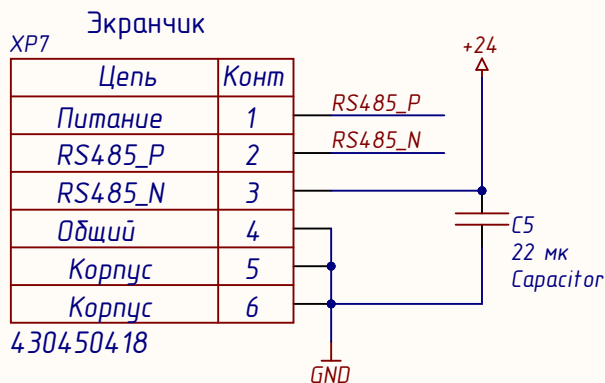 Экранчик
XP7
+24
Цепь Конт
Питание 1 RS485_P
RS485_P 2 RS485_N
RS485_N 3
Общий 4
Корпус 5
Корпус 6
C5
22 мк
Capacitor
430450418
GND